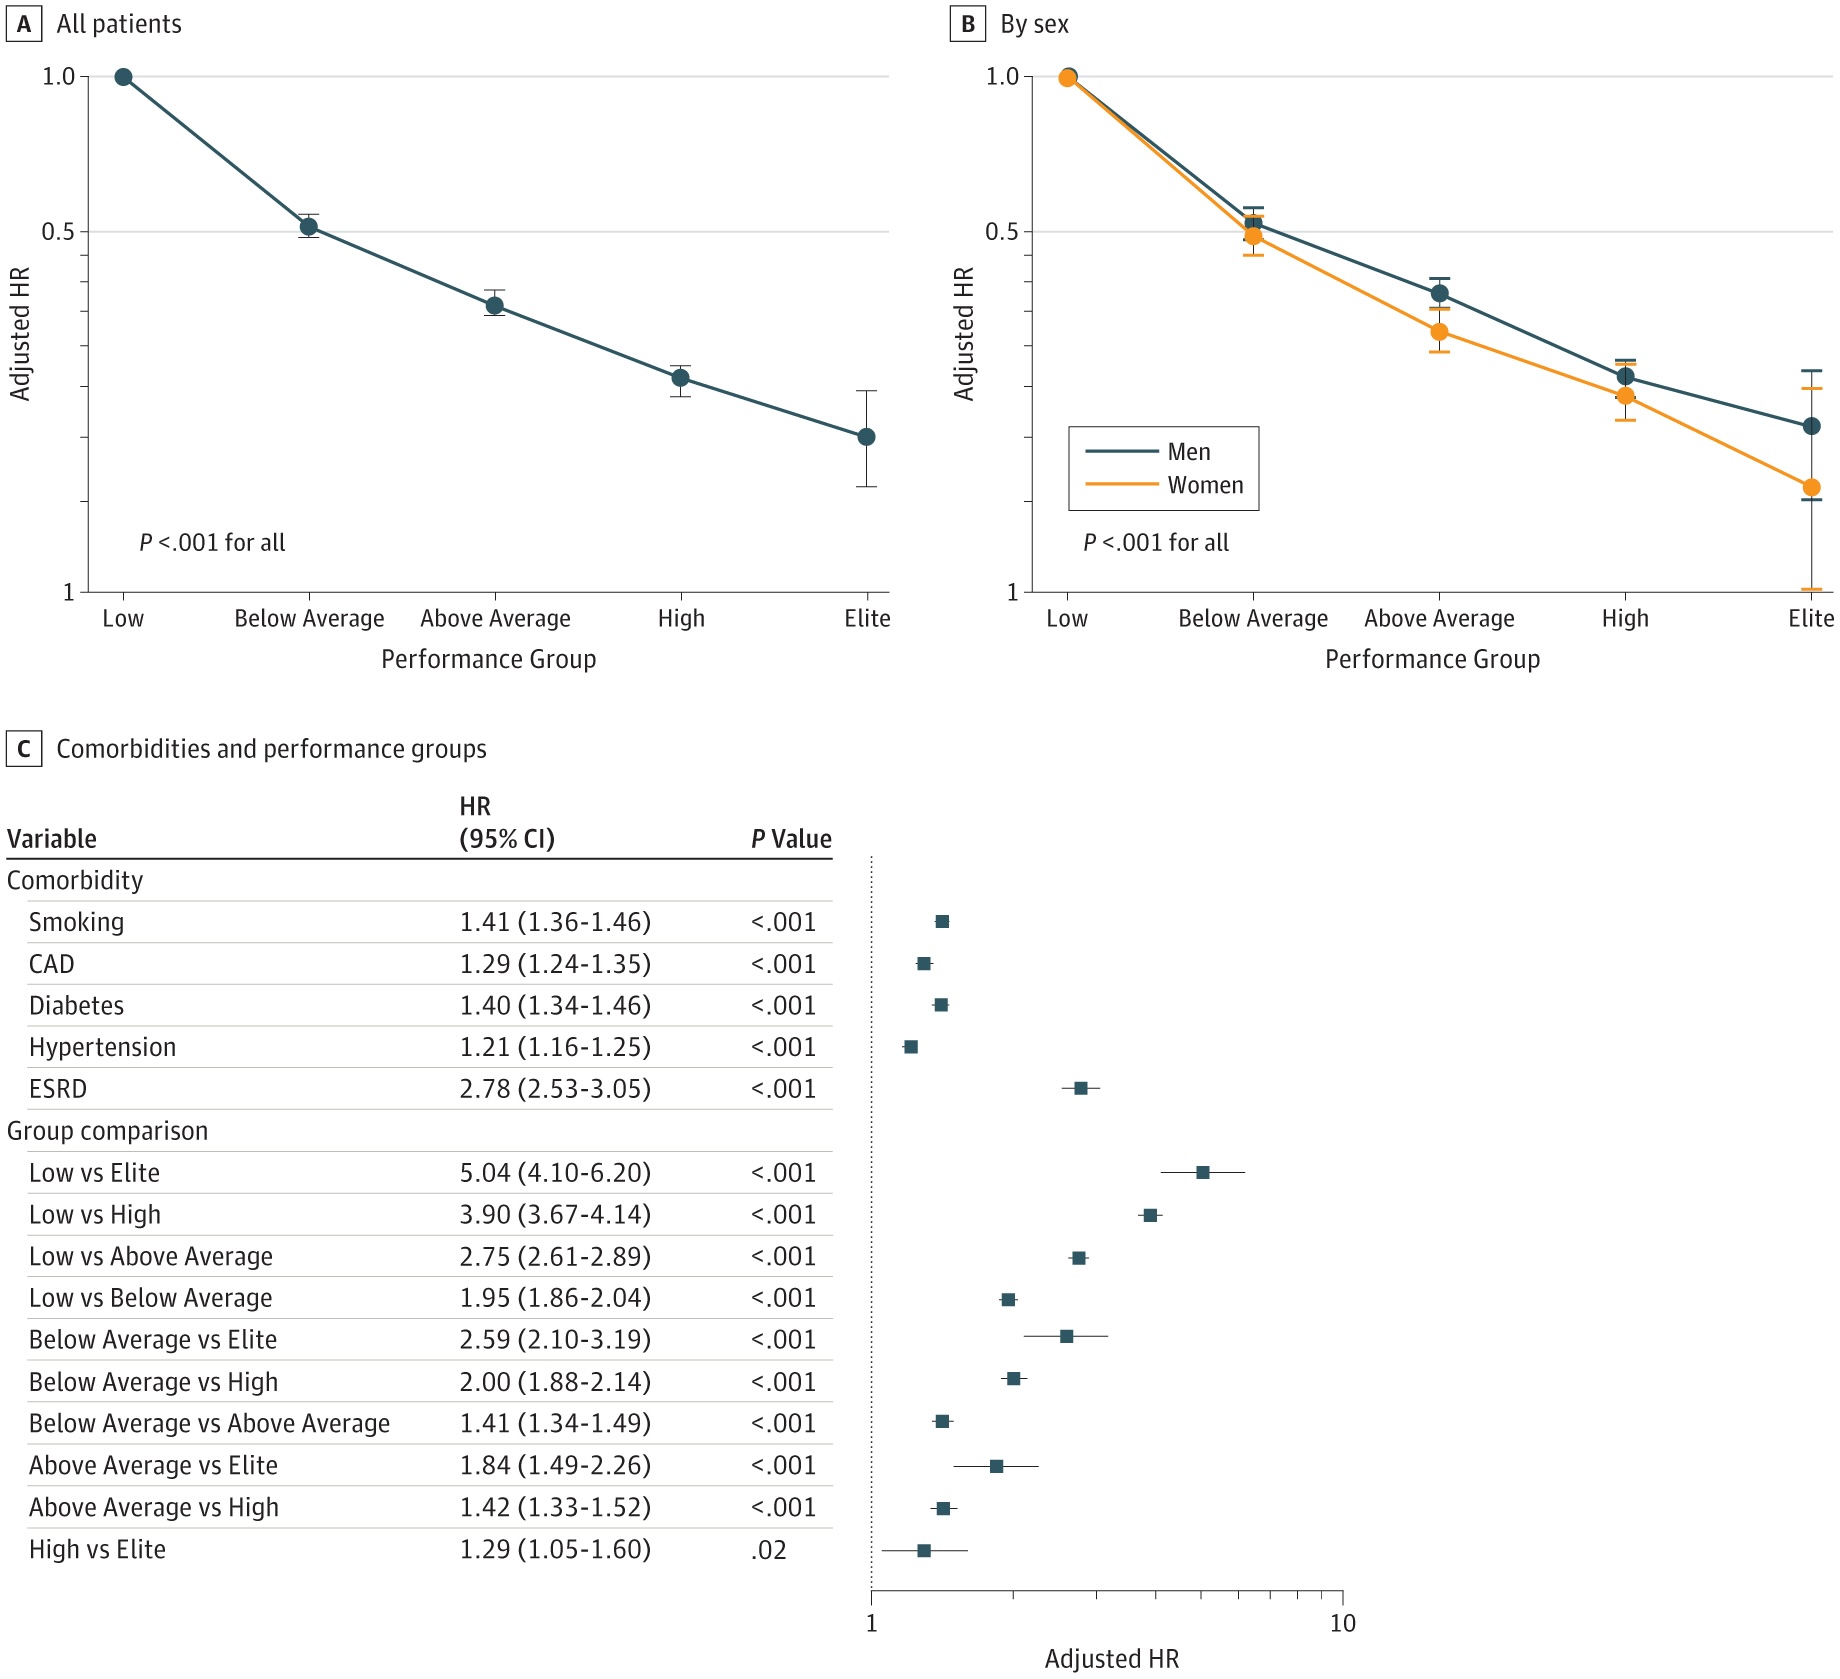 A All patients
1.0
0.5
1
Adjusted HR
P <.001 for all
Low Below Average Above Average High Elite
Performance Group
B By sex
1.0
0.5
1
Adjusted HR
Men
Women
P <.001 for all
Low Below Average Above Average High Elite
Performance Group
C Comorbidities and performance groups
HR
Variable (95% CI) P Value
Comorbidity
Smoking 1.41 (1.36-1.46) <.001
CAD 1.29 (1.24-1.35) <.001
Diabetes 1.40 (1.34-1.46) <.001
Hypertension 1.21 (1.16-1.25) <.001
ESRD 2.78 (2.53-3.05) <.001
Group comparison
Low vs Elite 5.04 (4.10-6.20) <.001
Low vs High 3.90 (3.67-4.14) <.001
Low vs Above Average 2.75 (2.61-2.89) <.001
Low vs Below Average 1.95 (1.86-2.04) <.001
Below Average vs Elite 2.59 (2.10-3.19) <.001
Below Average vs High 2.00 (1.88-2.14) <.001
Below Average vs Above Average 1.41 (1.34-1.49) <.001
Above Average vs Elite 1.84 (1.49-2.26) <.001
Above Average vs High 1.42 (1.33-1.52) <.001
High vs Elite 1.29 (1.05-1.60) .02
1 10
Adjusted HR